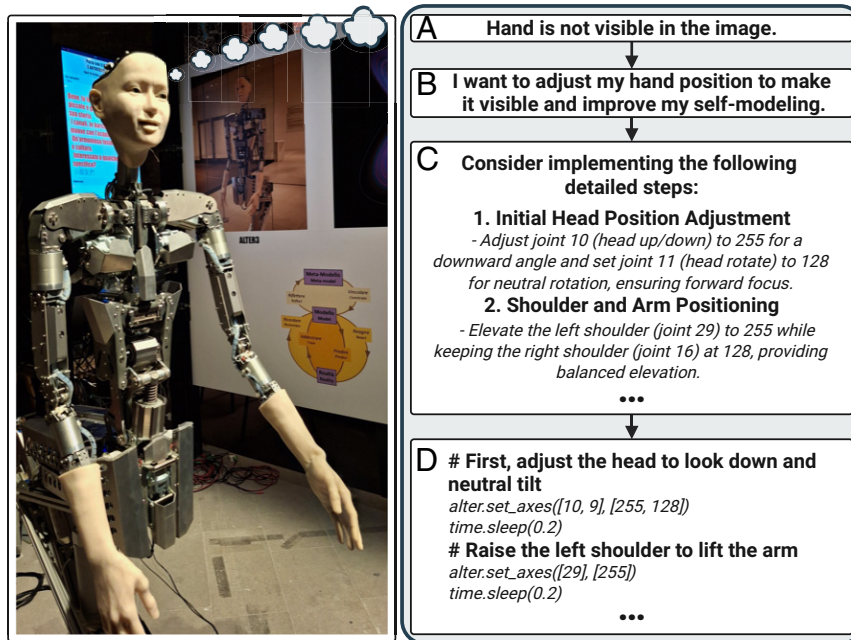 A
Hand is not visible in the image.
B
I want to adjust my hand position to make
it visible and improve my self-modeling.
C
Consider implementing the following
detailed steps:
1. Initial Head Position Adjustment
- Adjust joint 10 (head up/down) to 255 for a
downward angle and set joint 11 (head rotate) to 128
for neutral rotation, ensuring forward focus.
2. Shoulder and Arm Positioning
- Elevate the left shoulder (joint 29) to 255 while
keeping the right shoulder (joint 16) at 128, providing
balanced elevation.
•••
D
# First, adjust the head to look down and
neutral tilt
alter.set_axes([10, 9], [255, 128])
time.sleep(0.2)
# Raise the left shoulder to lift the arm
alter.set_axes([29], [255])
time.sleep(0.2)
•••
ALTER3
Meta-Modello
Meta-model
Modello
Model